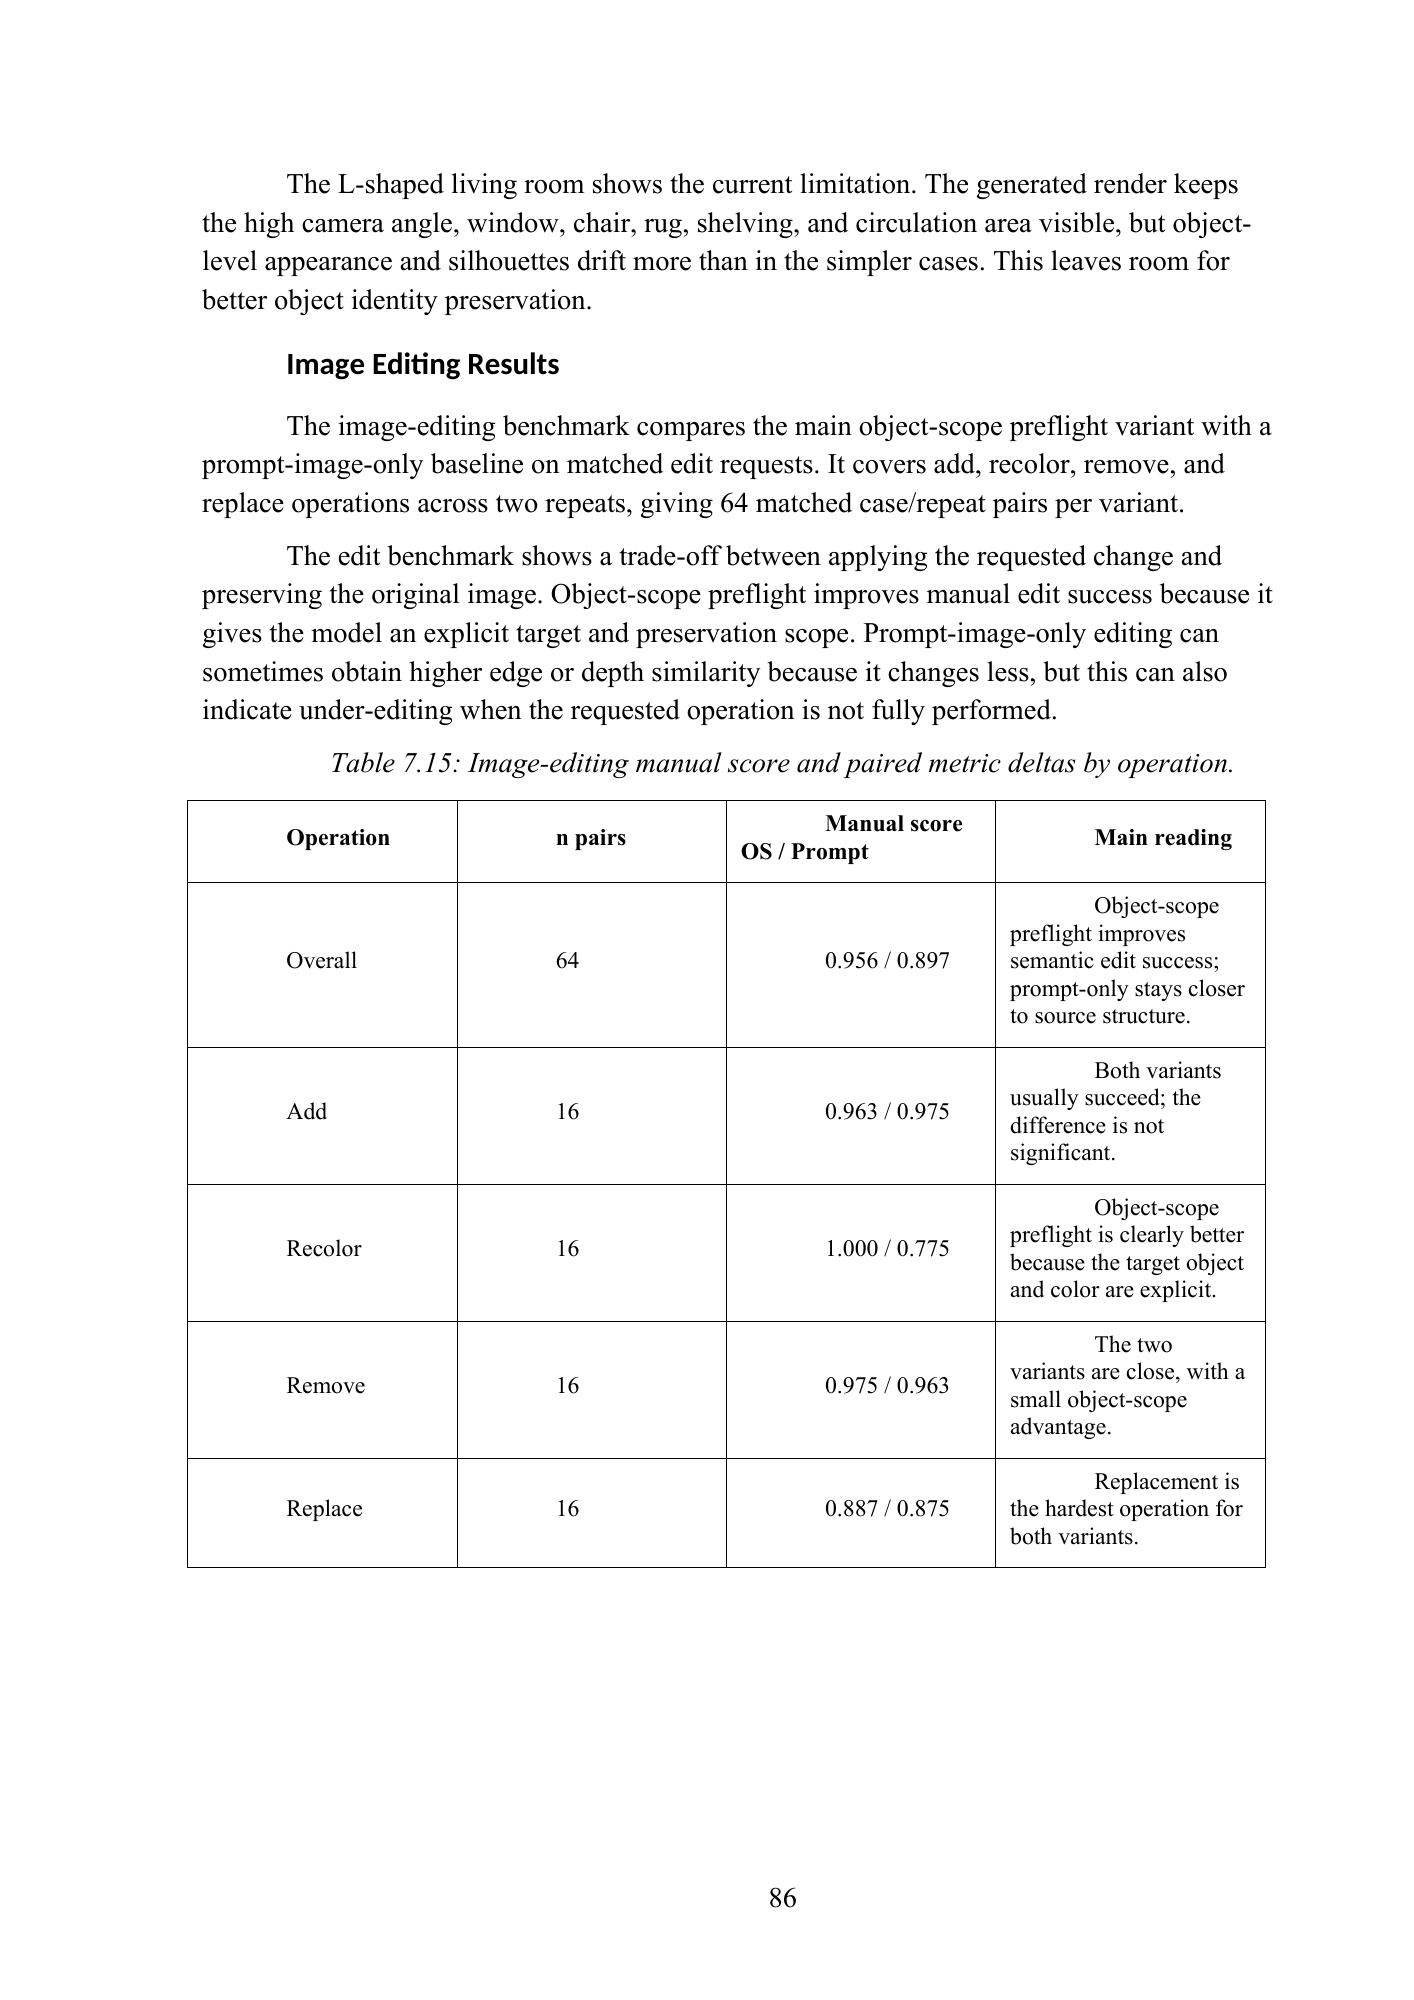 The L-shaped living room shows the current limitation. The generated render keeps
the high camera angle, window, chair, rug, shelving, and circulation area visible, but object-
level appearance and silhouettes drift more than in the simpler cases. This leaves room for
better object identity preservation.
Image Editing Results
The image-editing benchmark compares the main object-scope preflight variant with a
prompt-image-only baseline on matched edit requests. It covers add, recolor, remove, and
replace operations across two repeats, giving 64 matched case/repeat pairs per variant.
The edit benchmark shows a trade-off between applying the requested change and
preserving the original image. Object-scope preflight improves manual edit success because it
gives the model an explicit target and preservation scope. Prompt-image-only editing can
sometimes obtain higher edge or depth similarity because it changes less, but this can also
indicate under-editing when the requested operation is not fully performed.
Table 7.15: Image-editing manual score and paired metric deltas by operation.
Operation
n pairs
Manual score
OS / Prompt
Main reading
Overall
64
0.956 / 0.897
Object-scope
preflight improves
semantic edit success;
prompt-only stays closer
to source structure.
Add
16
0.963 / 0.975
Both variants
usually succeed; the
difference is not
significant.
Recolor
16
1.000 / 0.775
Object-scope
preflight is clearly better
because the target object
and color are explicit.
Remove
16
0.975 / 0.963
The two
variants are close, with a
small object-scope
advantage.
Replace
16
0.887 / 0.875
Replacement is
the hardest operation for
both variants.
86